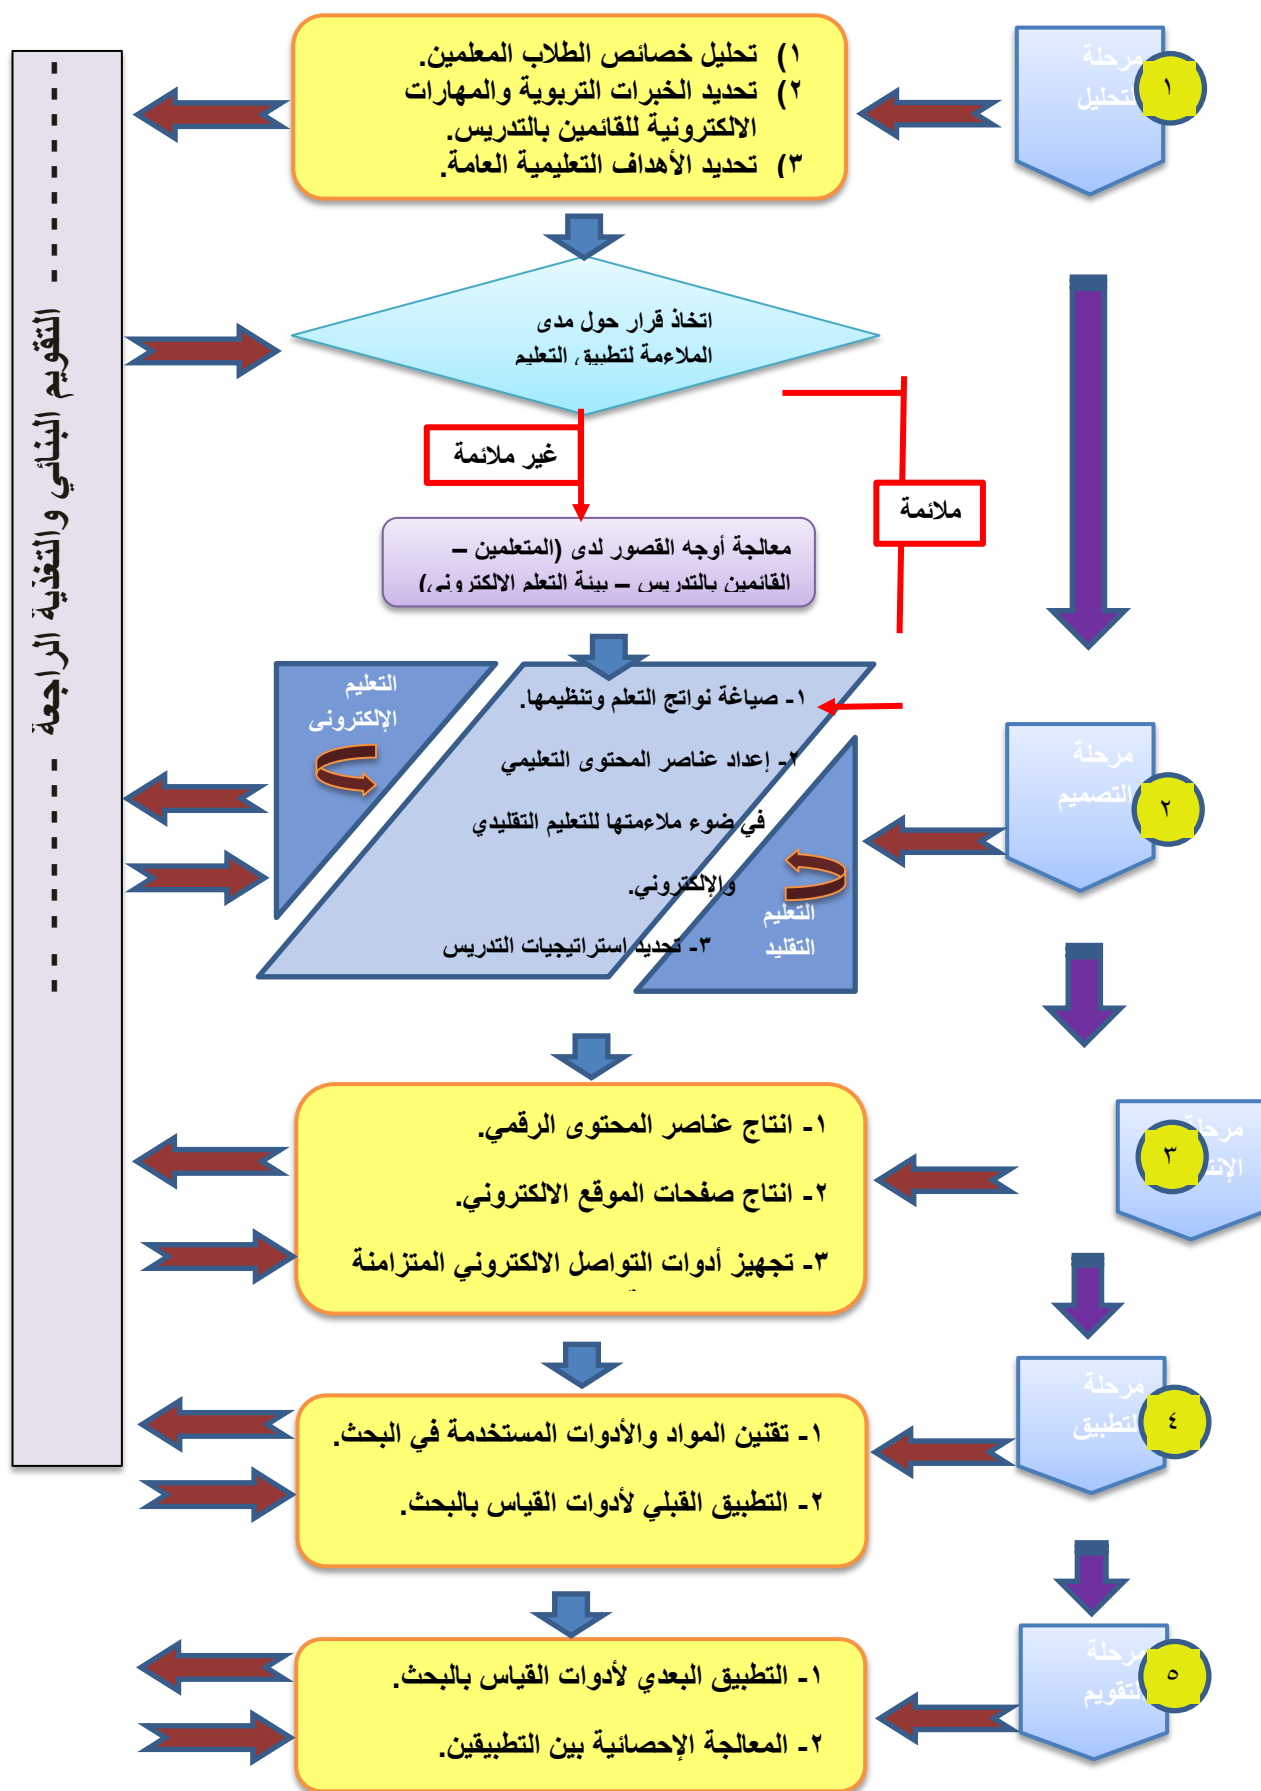 مرحلة
التحليل
١
١) تحليل خصائص الطلاب المعلمين.
٢) تحديد الخبرات التربوية والمهارات
الالكترونية للقائمين بالتدريس.
٣) تحديد الأهداف التعليمية العامة.
التقويم البنائي والتغذية الراجعة
اتخاذ قرار حول مدى
الملاءمة لتطبيق التعليم
غير ملائمة
ملائمة
معالجة أوجه القصور لدى (المتعلمين –
القائمين بالتدريس – بيئة التعلم الالكتروني)
مرحلة
التصميم
٢
التعليم
الإلكتروني
١- صياغة نواتج التعلم وتنظيمها.
٢- إعداد عناصر المحتوى التعليمي
في ضوء ملاءمتها للتعليم التقليدي
والإلكتروني.
٣- تحديد استراتيجيات التدريس
التعليم
التقليد
مرحلة
٣
١- انتاج عناصر المحتوى الرقمي.
٢- انتاج صفحات الموقع الالكتروني.
٣- تجهيز أدوات التواصل الالكتروني المتزامنة
مرحلة
التطبيق
٤
١- تقنين المواد والأدوات المستخدمة في البحث.
٢- التطبيق القبلي لأدوات القياس بالبحث.
مرحلة
التقويم
٥
١- التطبيق البعدي لأدوات القياس بالبحث.
٢- المعالجة الإحصائية بين التطبيقين.